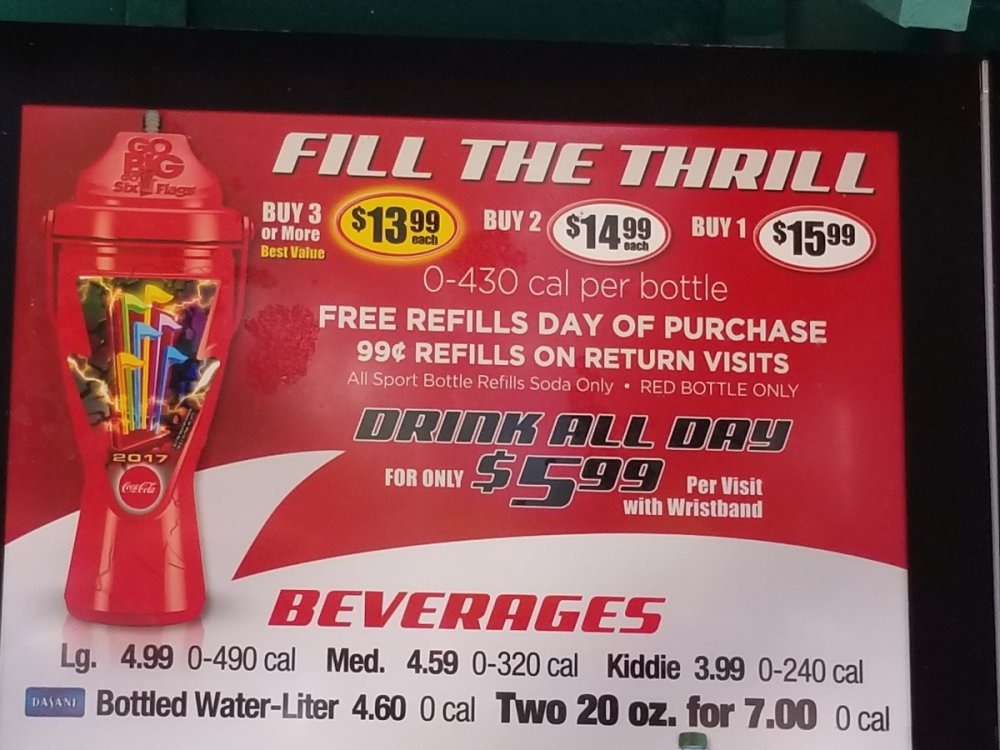 GO
BIG
Six Flags
2017
Coca-Cola
FILL THE THRILL
BUY 3
or More
Best Value
$13.99
each
BUY 2
$14.99
each
BUY 1
$15.99
0-430 cal per bottle
FREE REFILLS DAY OF PURCHASE
99¢ REFILLS ON RETURN VISITS
All Sport Bottle Refills Soda Only • RED BOTTLE ONLY
DRINK ALL DAY
FOR ONLY $5.99 Per Visit
with Wristband
BEVERAGES
Lg. 4.99 0-490 cal Med. 4.59 0-320 cal Kiddie 3.99 0-240 cal
DASANI Bottled Water-Liter 4.60 0 cal Two 20 oz. for 7.00 0 cal